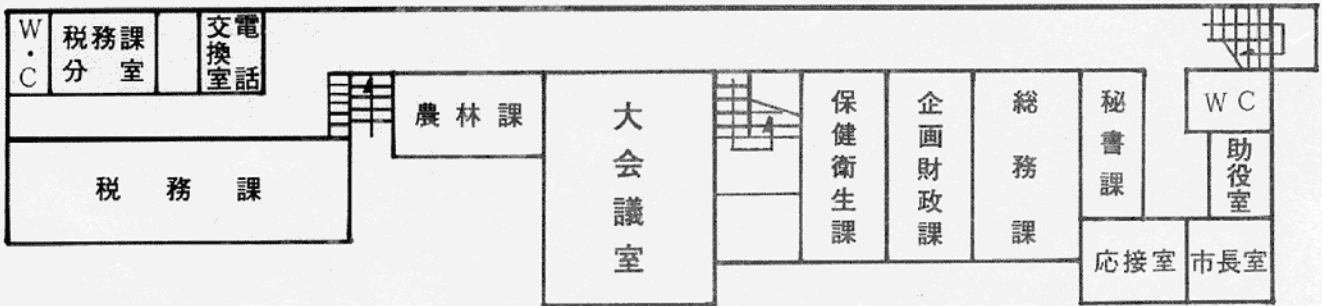 W・C
税務課
分室
電話
交換室
農林課
大会議室
保健衛生課
企画財政課
総務課
秘書課
WC
助役室
税務課
応接室
市長室